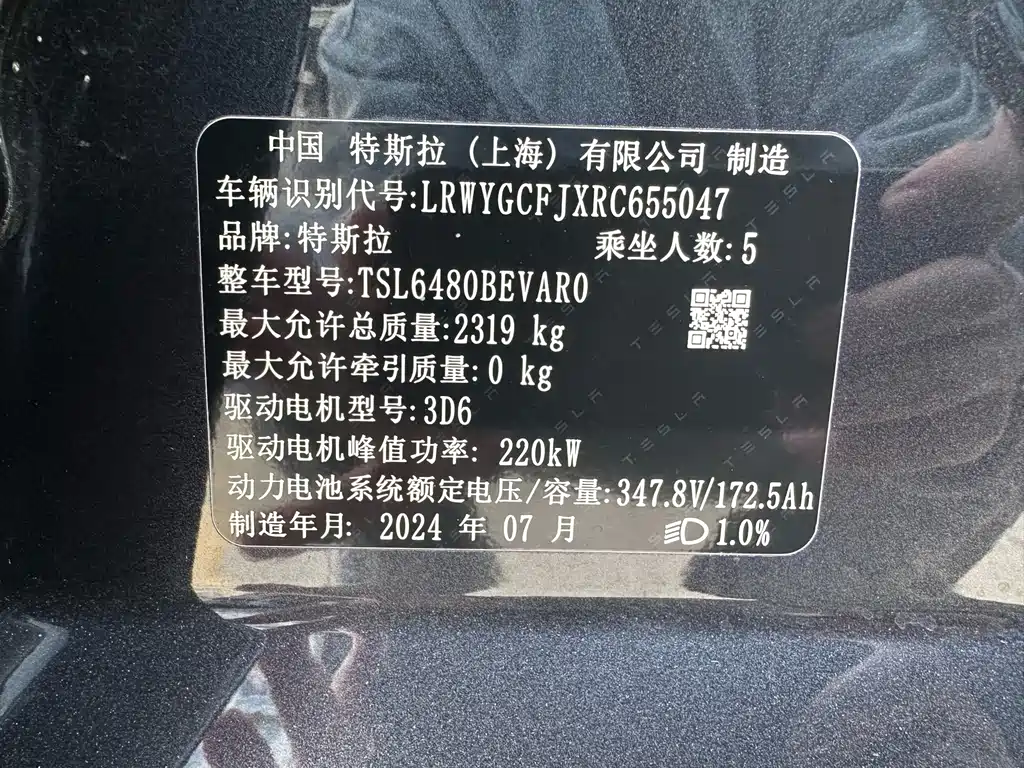 中国 特斯拉（上海）有限公司 制造
车辆识别代号:LRWYGCFJXRC655047
品牌:特斯拉 乘坐人数:5
整车型号:TSL6480BEVAR0
最大允许总质量:2319 kg
最大允许牵引质量:0 kg
驱动电机型号:3D6
驱动电机峰值功率: 220kW
动力电池系统额定电压/容量:347.8V/172.5Ah
制造年月: 2024 年 07 月 1.0%
TESLA